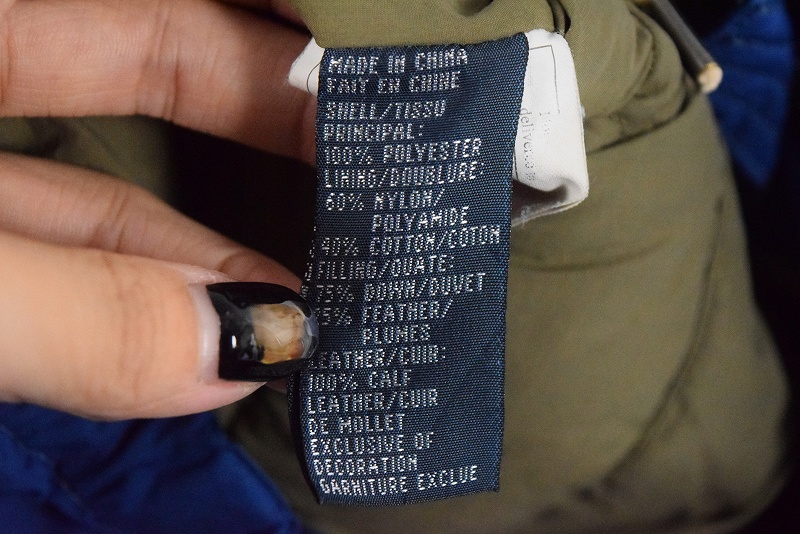 MADE IN CHINA
FAIT EN CHINE
SHELL/TISSU
PRINCIPAL:
100% POLYESTER
LINING/DOUBLURE:
60% NYLON/
POLYAMIDE
40% COTTON/COTON
FILLING/OUATE:
75% DOWN/DUVET
25% FEATHER/
PLUMES
LEATHER/CUIR:
100% CALF
LEATHER/CUIR
DE MOLLET
EXCLUSIVE OF
DECORATION
GARNITURE EXCLUE